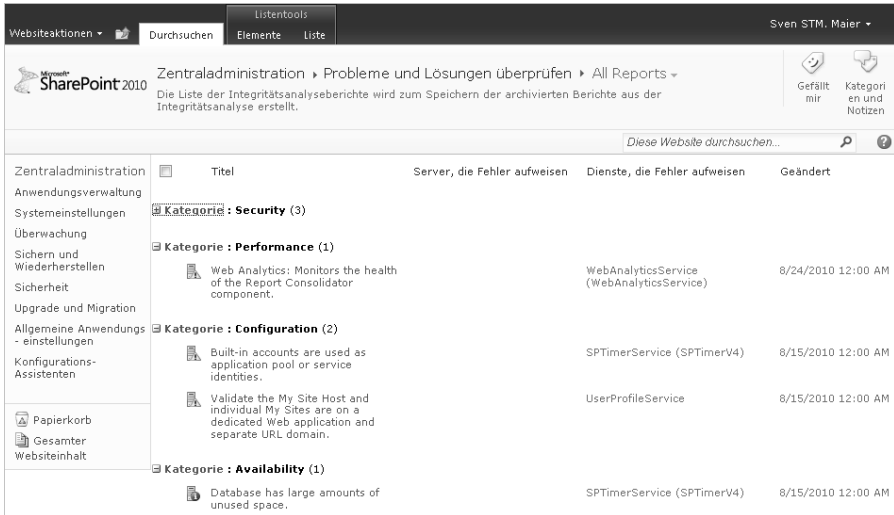 Listentools
Websiteaktionen Durchsuchen Elemente Liste Sven STM. Maier
Microsoft
SharePoint 2010
Zentraladministration Probleme und Lösungen überprüfen All Reports
Die Liste der Integritätsanalyseberichte wird zum Speichern der archivierten Berichte aus der
Integritätsanalyse erstellt.
Gefällt
mir
Kategori
en und
Notizen
Diese Website durchsuchen...
Zentraladministration
Anwendungsverwaltung
Systemeinstellungen
Überwachung
Sichern und
Wiederherstellen
Sicherheit
Upgrade und Migration
Allgemeine Anwendungs
- einstellungen
Konfigurations-
Assistenten
Papierkorb
Gesamter
Websiteinhalt
Titel Server, die Fehler aufweisen Dienste, die Fehler aufweisen Geändert
Kategorie : Security (3)
Kategorie : Performance (1)
Web Analytics: Monitors the health
of the Report Consolidator
component.
WebAnalyticsService
(WebAnalyticsService)
8/24/2010 12:00 AM
Kategorie : Configuration (2)
Built-in accounts are used as
application pool or service
identities.
SPTimerService (SPTimerV4)
8/15/2010 12:00 AM
Validate the My Site Host and
individual My Sites are on a
dedicated Web application and
separate URL domain.
UserProfileService
8/15/2010 12:00 AM
Kategorie : Availability (1)
Database has large amounts of
unused space.
SPTimerService (SPTimerV4)
8/15/2010 12:00 AM